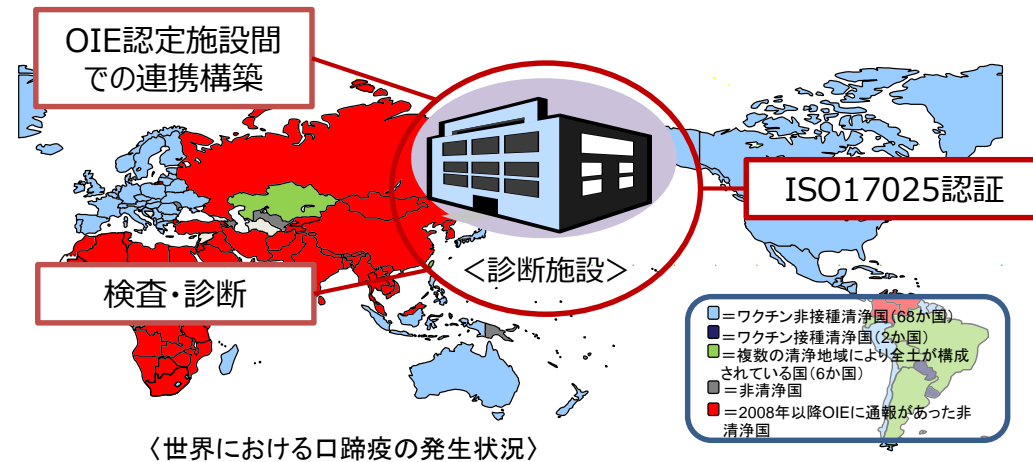 OIE認定施設間
での連携構築
ISO17025認証
<診断施設>
検査・診断
=ワクチン非接種清浄国(68か国)
=ワクチン接種清浄国(2か国)
=複数の清浄地域により全土が構成
されている国(6か国)
=非清浄国
=2008年以降OIEに通報があった非
清浄国
〈世界における口蹄疫の発生状況〉